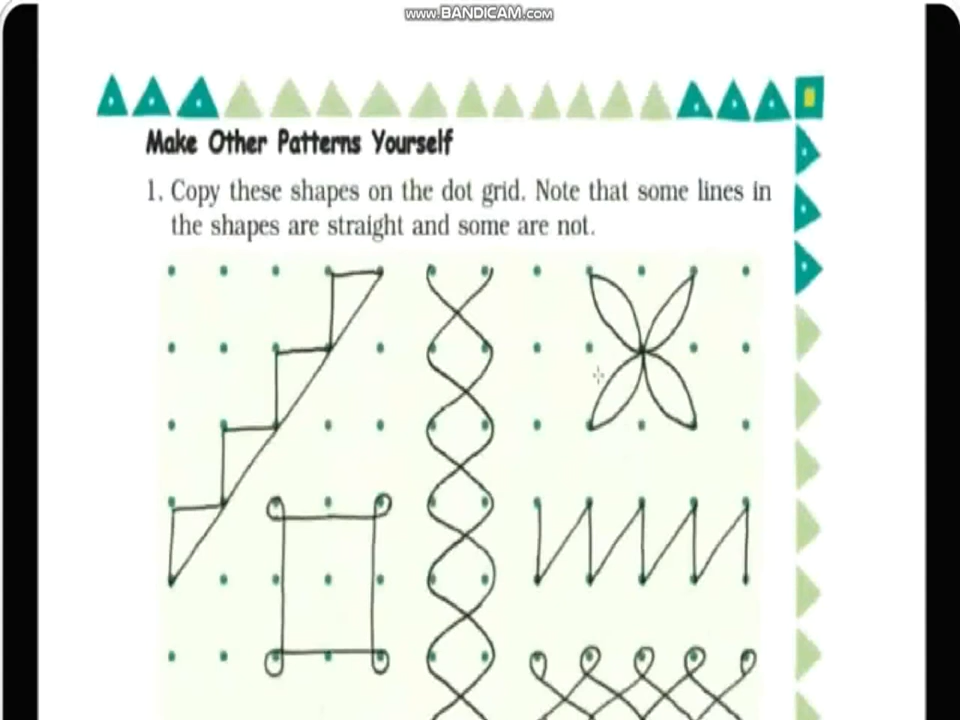 www.BANDICAM.com
Make Other Patterns Yourself
1. Copy these shapes on the dot grid. Note that some lines in
the shapes are straight and some are not.